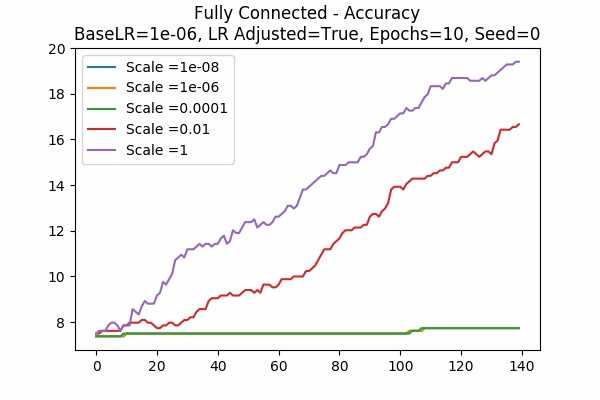 Fully Connected - Accuracy
BaseLR=1e-06, LR Adjusted=True, Epochs=10, Seed=0
20
18
16
14
12
10
8
Scale =1e-08
Scale =1e-06
Scale =0.0001
Scale =0.01
Scale =1
0 20 40 60 80 100 120 140